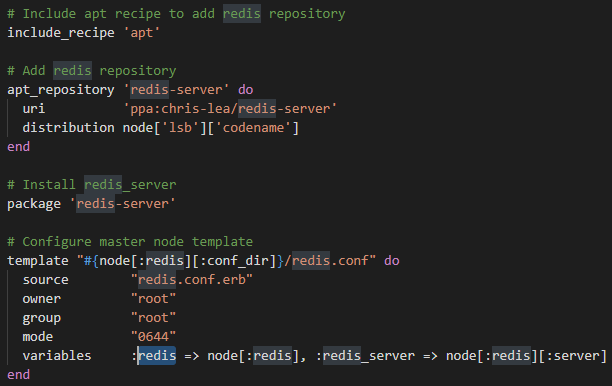 # Include apt recipe to add redis repository
include_recipe 'apt'
# Add redis repository
apt_repository 'redis-server' do
  uri          'ppa:chris-lea/redis-server'
  distribution node['lsb']['codename']
end
# Install redis_server
package 'redis-server'
# Configure master node template
template "#{node[:redis][:conf_dir]}/redis.conf" do
  source        "redis.conf.erb"
  owner         "root"
  group         "root"
  mode          "0644"
  variables     :redis => node[:redis], :redis_server => node[:redis][:server]
end